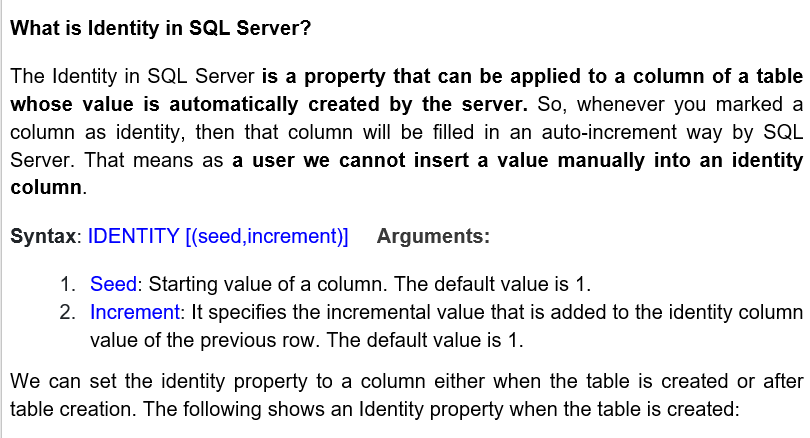 What is Identity in SQL Server?
The Identity in SQL Server is a property that can be applied to a column of a table
whose value is automatically created by the server. So, whenever you marked a
column as identity, then that column will be filled in an auto-increment way by SQL
Server. That means as a user we cannot insert a value manually into an identity
column.
Syntax: IDENTITY [(seed,increment)] Arguments:
1. Seed: Starting value of a column. The default value is 1.
2. Increment: It specifies the incremental value that is added to the identity column
value of the previous row. The default value is 1.
We can set the identity property to a column either when the table is created or after
table creation. The following shows an Identity property when the table is created: